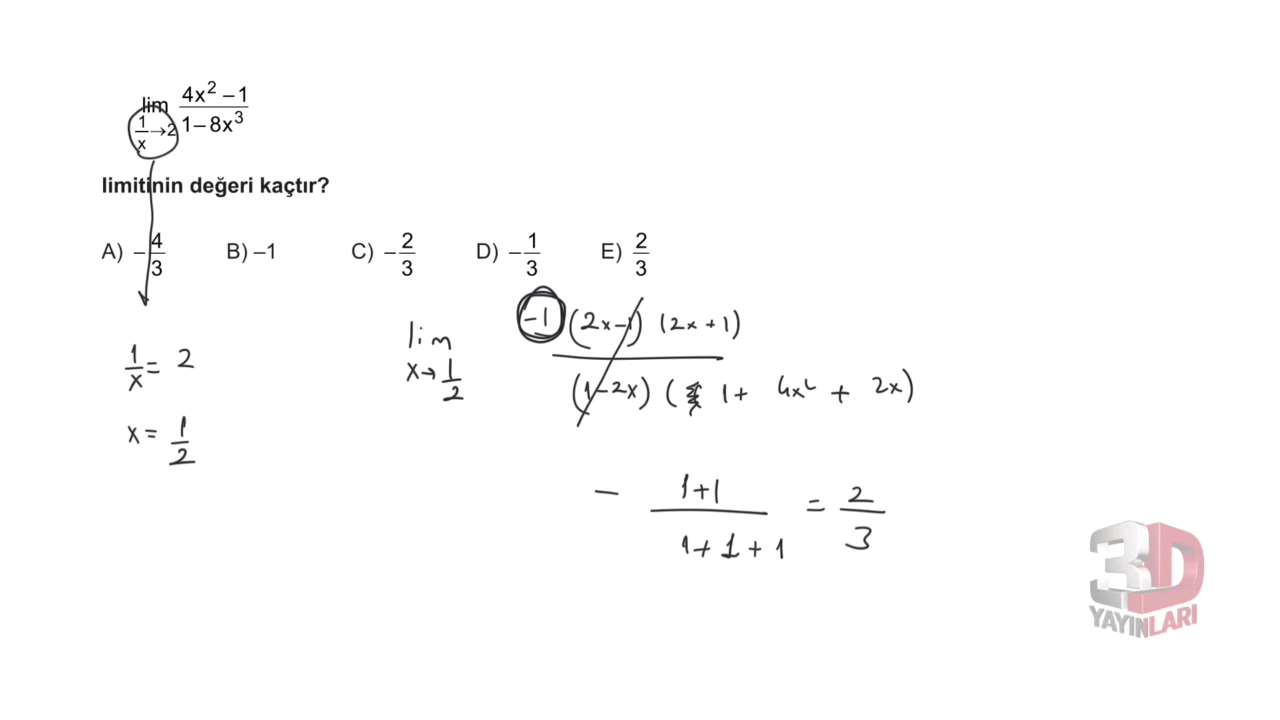 lim 4x² – 1 / 1 – 8x³
1/x → 2
limitinin değeri kaçtır?
A) –4/3 B) –1 C) –2/3 D) –1/3 E) 2/3
1/x = 2
x = 1/2
lim x→1/2 -1 (2x-1) (2x+1) / (1-2x) ( 1 + 4x² + 2x)
- 1+1 / 1+1+1 = 2/3
3D
YAYINLARI